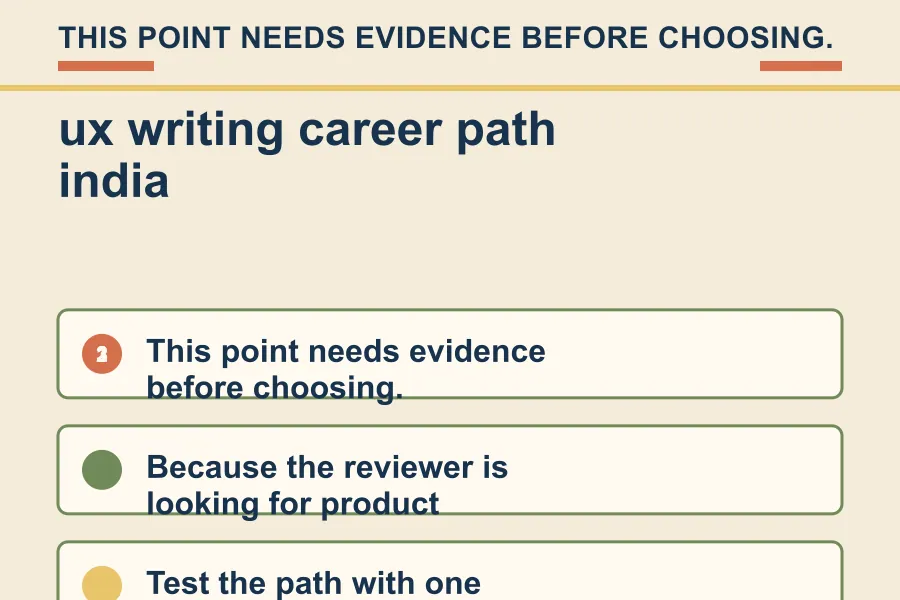 THIS POINT NEEDS EVIDENCE BEFORE CHOOSING.
ux writing career path
india
This point needs evidence
before choosing.
Because the reviewer is
looking for product
Test the path with one